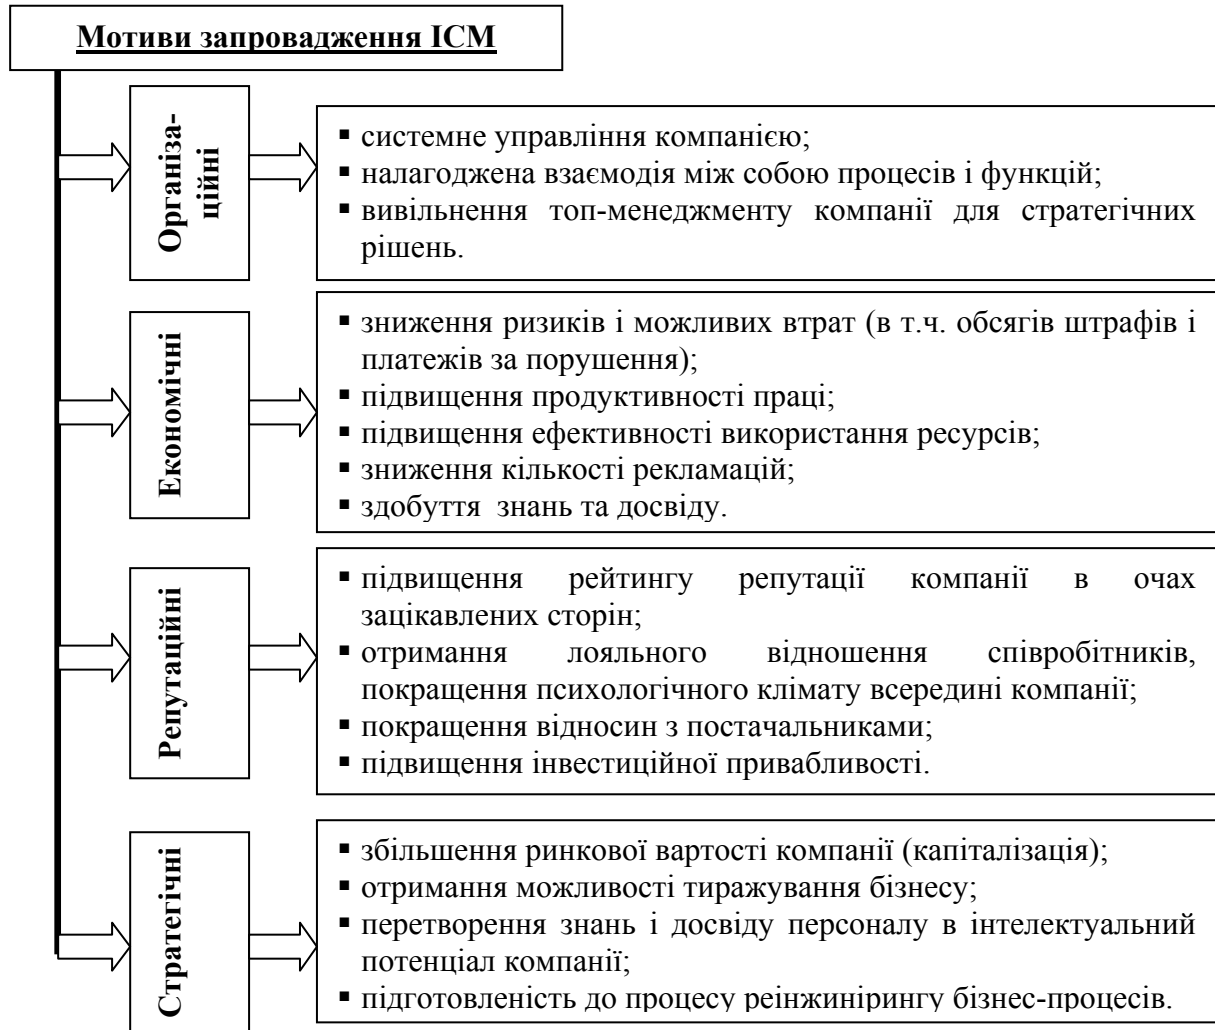 Мотиви запровадження ІСМ
Організа-
ційні
▪ системне управління компанією;
▪ налагоджена взаємодія між собою процесів і функцій;
▪ вивільнення топ-менеджменту компанії для стратегічних
рішень.
Економічні
▪ зниження ризиків і можливих втрат (в т.ч. обсягів штрафів і
платежів за порушення);
▪ підвищення продуктивності праці;
▪ підвищення ефективності використання ресурсів;
▪ зниження кількості рекламацій;
▪ здобуття знань та досвіду.
Репутаційні
▪ підвищення рейтингу репутації компанії в очах
зацікавлених сторін;
▪ отримання лояльного відношення співробітників,
покращення психологічного клімату всередині компанії;
▪ покращення відносин з постачальниками;
▪ підвищення інвестиційної привабливості.
Стратегічні
▪ збільшення ринкової вартості компанії (капіталізація);
▪ отримання можливості тиражування бізнесу;
▪ перетворення знань і досвіду персоналу в інтелектуальний
потенціал компанії;
▪ підготовленість до процесу реінжинірингу бізнес-процесів.